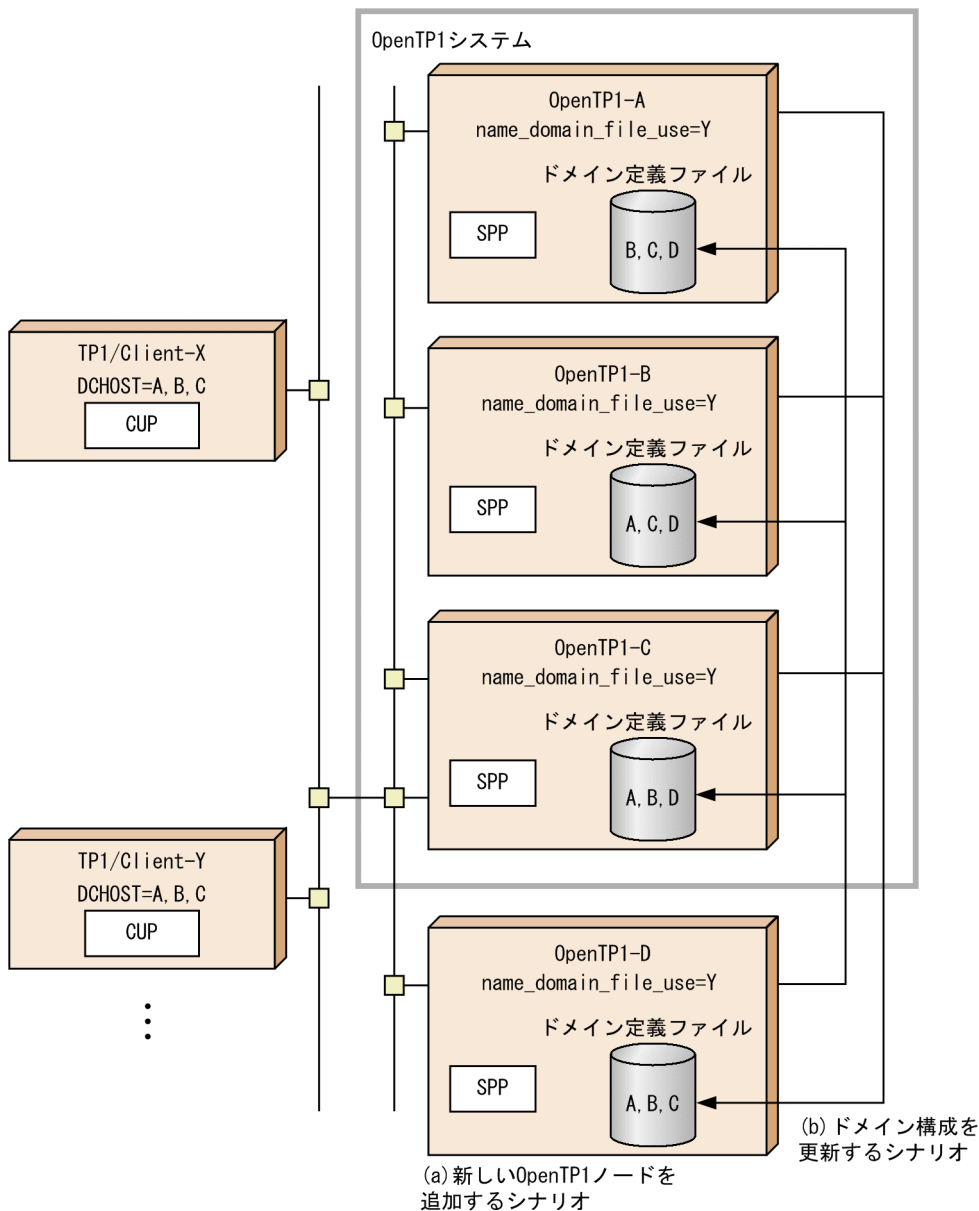 OpenTP1システム
OpenTP1-A
name_domain_file_use=Y
ドメイン定義ファイル
SPP
B, C, D
TP1/Client-X
DCHOST=A, B, C
CUP
OpenTP1-B
name_domain_file_use=Y
ドメイン定義ファイル
SPP
A, C, D
OpenTP1-C
name_domain_file_use=Y
ドメイン定義ファイル
SPP
A, B, D
TP1/Client-Y
DCHOST=A, B, C
CUP
⋮
OpenTP1-D
name_domain_file_use=Y
ドメイン定義ファイル
SPP
A, B, C
(b)ドメイン構成を
更新するシナリオ
(a)新しいOpenTP1ノードを
追加するシナリオ